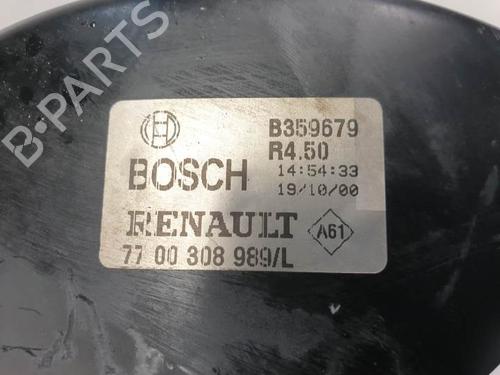 B359679
BOSCH R4.50
14:54:33
19/10/00
RENAULT A61
77 00 308 989/L
B-PARTS